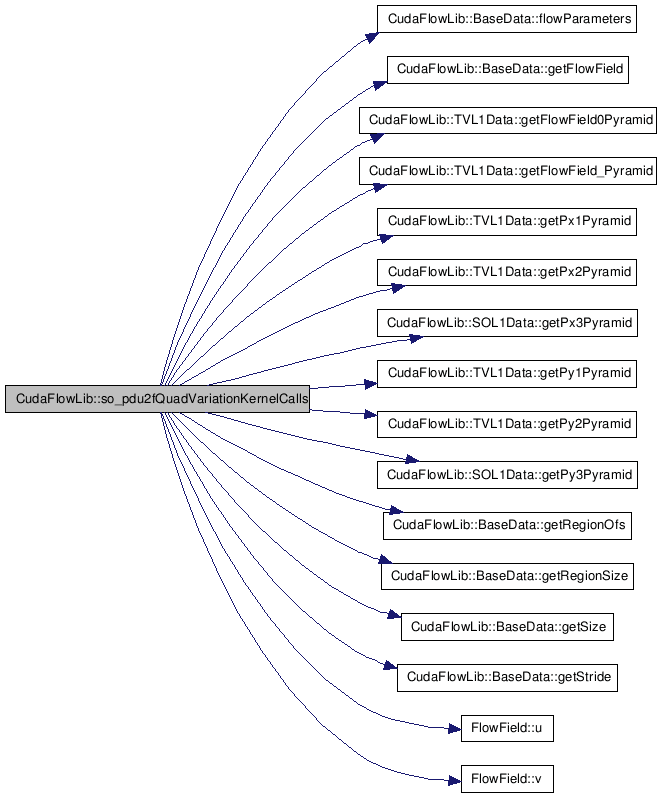 CudaFlowLib::BaseData::flowParameters
CudaFlowLib::BaseData::getFlowField
CudaFlowLib::TVL1Data::getFlowField0Pyramid
CudaFlowLib::TVL1Data::getFlowField_Pyramid
CudaFlowLib::TVL1Data::getPx1Pyramid
CudaFlowLib::TVL1Data::getPx2Pyramid
CudaFlowLib::SOL1Data::getPx3Pyramid
CudaFlowLib::TVL1Data::getPy1Pyramid
CudaFlowLib::so_pdu2fQuadVariationKernelCalls
CudaFlowLib::TVL1Data::getPy2Pyramid
CudaFlowLib::SOL1Data::getPy3Pyramid
CudaFlowLib::BaseData::getRegionOfs
CudaFlowLib::BaseData::getRegionSize
CudaFlowLib::BaseData::getSize
CudaFlowLib::BaseData::getStride
FlowField::u
FlowField::v